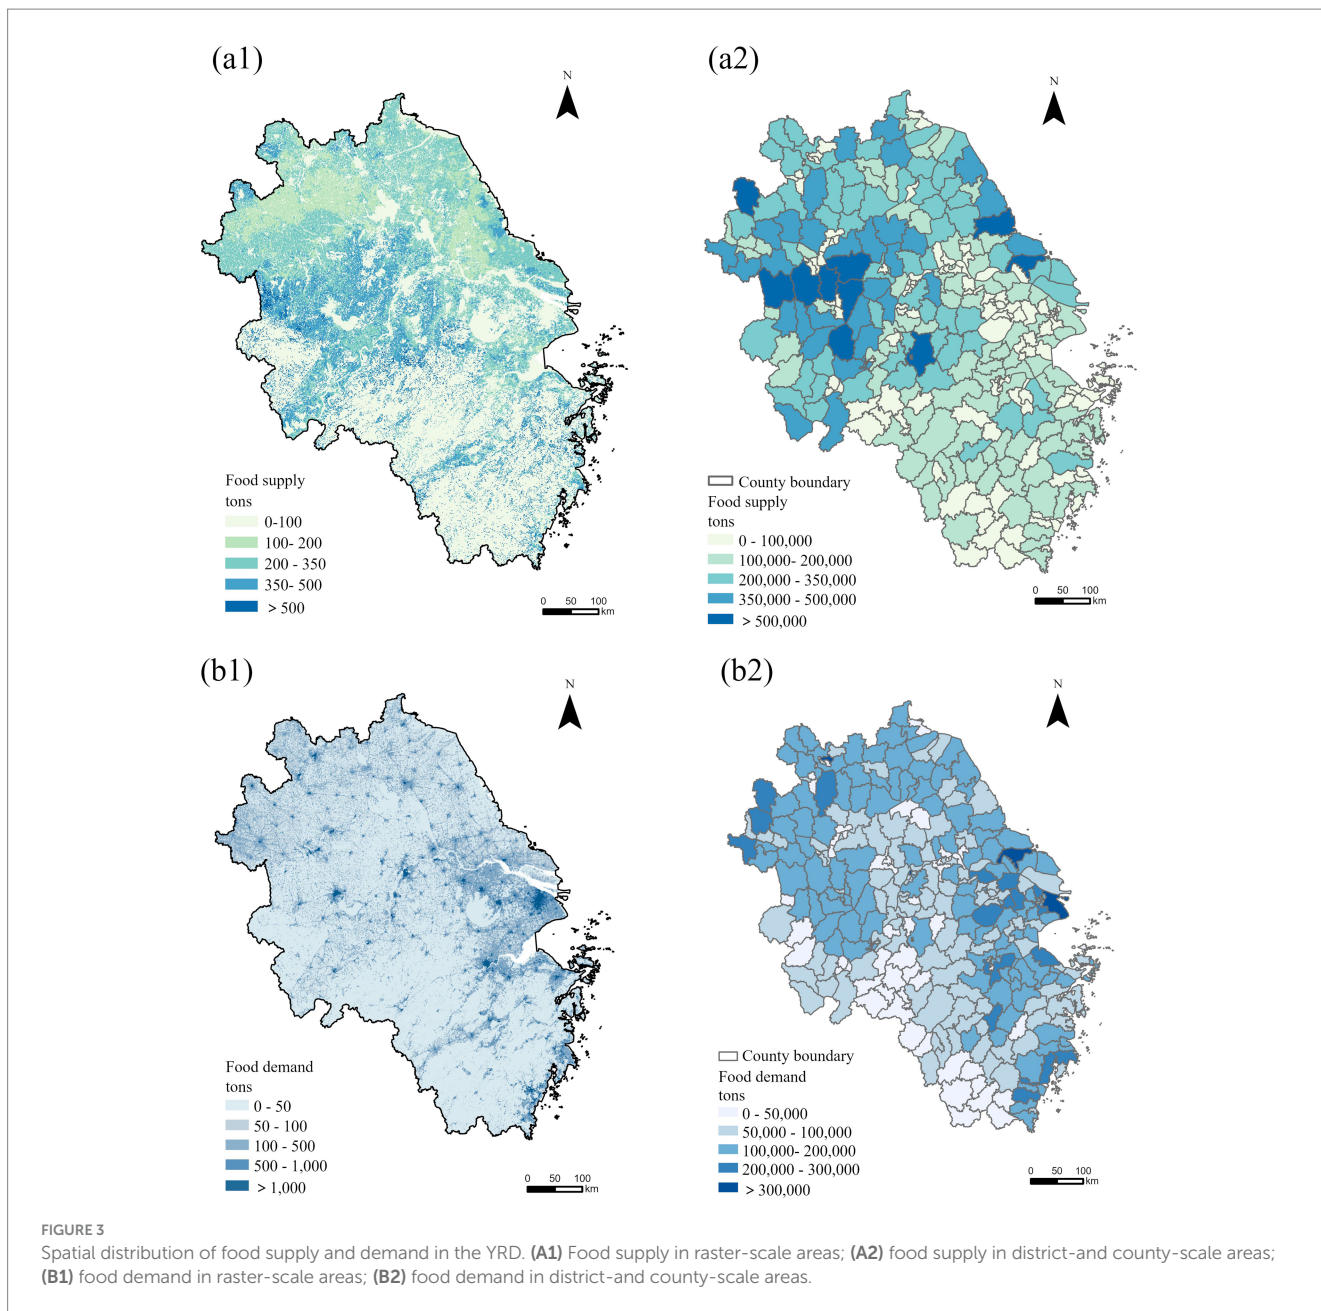 (a1)
N
Food supply
tons
0-100
100- 200
200 - 350
350- 500
> 500
0 50 100
km
(a2)
N
County boundary
Food supply
tons
0 - 100,000
100,000- 200,000
200,000 - 350,000
350,000 - 500,000
> 500,000
0 50 100
km
(b1)
N
Food demand
tons
0 - 50
50 - 100
100 - 500
500 - 1,000
> 1,000
0 50 100
km
(b2)
N
County boundary
Food demand
tons
0 - 50,000
50,000 - 100,000
100,000- 200,000
200,000 - 300,000
> 300,000
0 50 100
km
FIGURE 3
Spatial distribution of food supply and demand in the YRD. (A1) Food supply in raster-scale areas; (A2) food supply in district-and county-scale areas;
(B1) food demand in raster-scale areas; (B2) food demand in district-and county-scale areas.